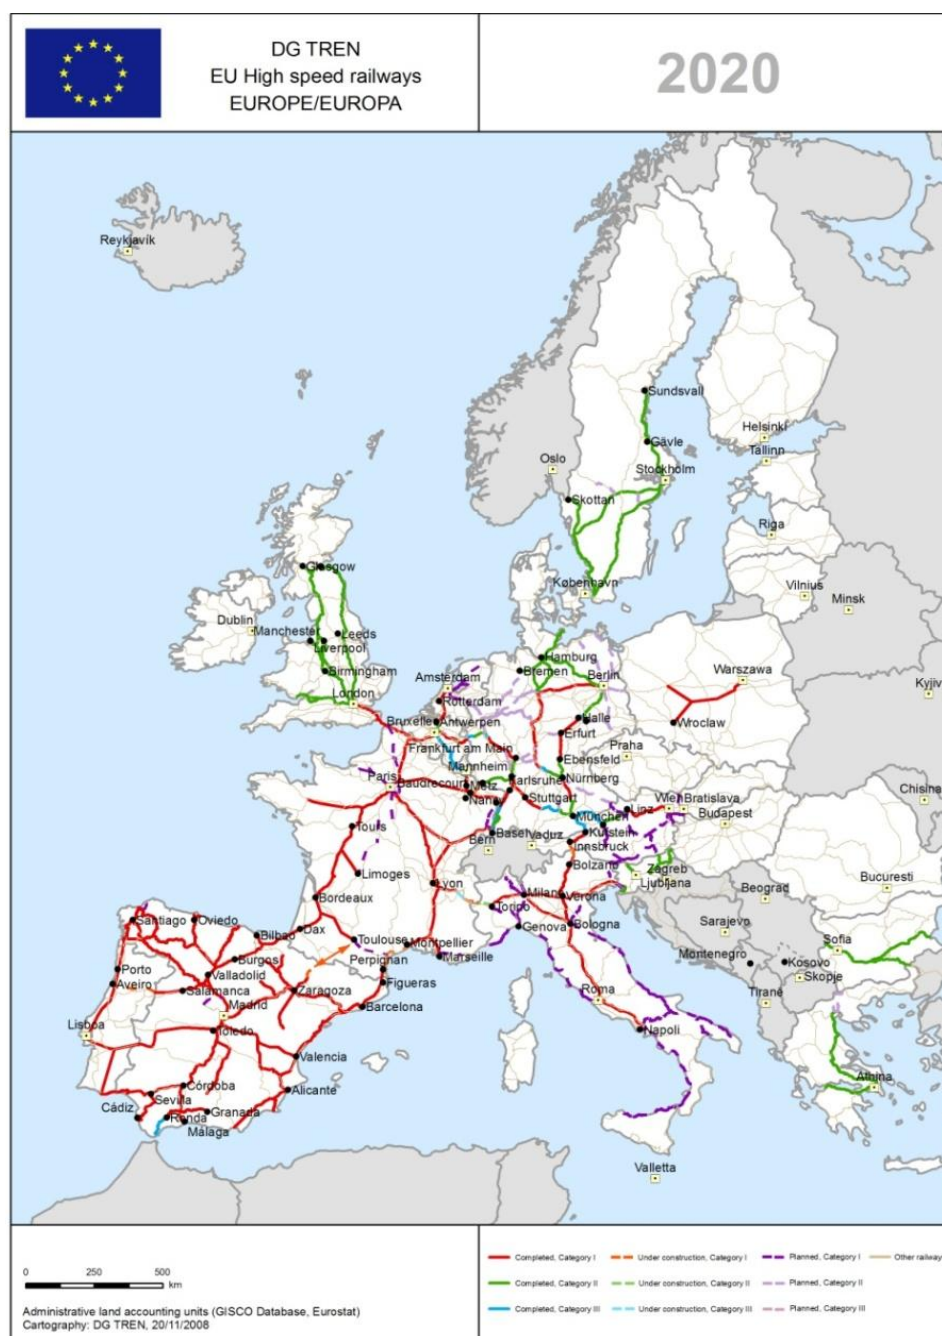 DG TREN
EU High speed railways
EUROPE/EUROPA
2020
Reykjavík
Sundsvall
Gävle
Helsinki
Tallinn
Oslo
Stockholm
Skottan
Riga
Glasgow
København
Vilnius
Minsk
Dublin
Manchester
Leeds
Liverpool
Hamburg
Birmingham
Bremen
Warszawa
Amsterdam
Berlin
London
Rotterdam
Kyjiv
Bruxelle
Antwerpen
Halle
Wroclaw
Erfurt
Frankfurt am Main
Praha
Ebensfeld
Mannheim
Paris
Baudrecourt
Metz
Karlsruhe
Nürnberg
Nancy
Stuttgart
Wien
Bratislava
Chisina
Linz
München
Budapest
Tours
Basel
Vaduz
Kufstein
Bern
Innsbruck
Limoges
Lyon
Bolzano
Zagreb
Ljubljana
Bucuresti
Bordeaux
Milano
Verona
Beograd
Torino
Santiago
Oviedo
Dax
Genova
Bologna
Bilbao
Toulouse
Montpellier
Sarajevo
Sofia
Burgos
Perpignan
Marseille
Montenegro
Kosovo
Porto
Valladolid
Skopje
Aveiro
Salamanca
Zaragoza
Figueras
Tiranë
Madrid
Barcelona
Roma
Lisboa
Toledo
Napoli
Valencia
Córdoba
Alicante
Athina
Sevilla
Cádiz
Granada
Ronda
Málaga
Valletta
0 250 500
km
Completed, Category I
Under construction, Category I
Planned, Category I
Other railway
Completed, Category II
Under construction, Category II
Planned, Category II
Completed, Category III
Under construction, Category III
Planned, Category III
Administrative land accounting units (GISCO Database, Eurostat)
Cartography: DG TREN, 20/11/2008